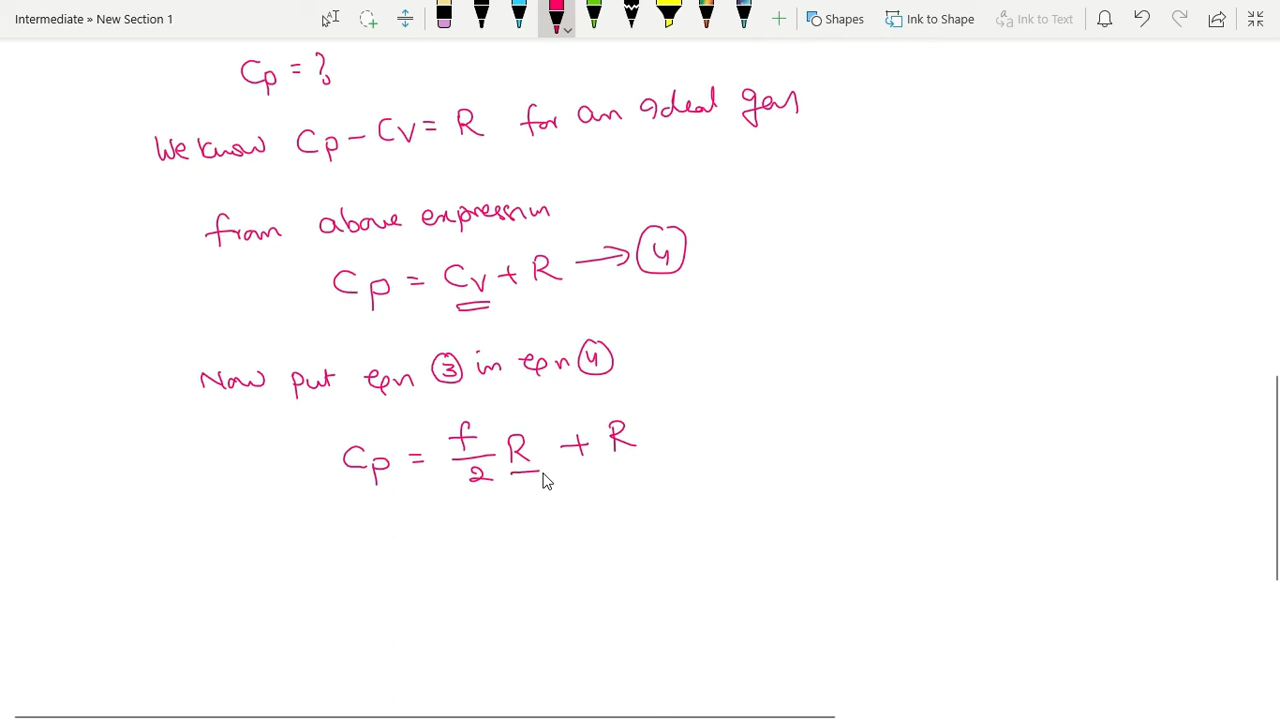 Intermediate » New Section 1 Shapes Ink to Shape Ink to Text
Cp = ?
We know Cp - Cv = R for an ideal gas
from above expression
Cp = Cv + R → 4
Now put eqn 3 in eqn 4
Cp = f/2 R + R